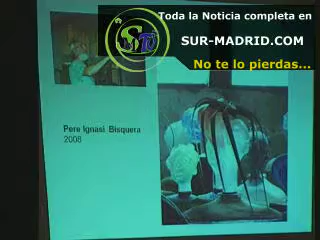 Toda la Noticia completa en
SUR-MADRID.COM
No te lo pierdas...
Pere Ignasi Bisquera
2008